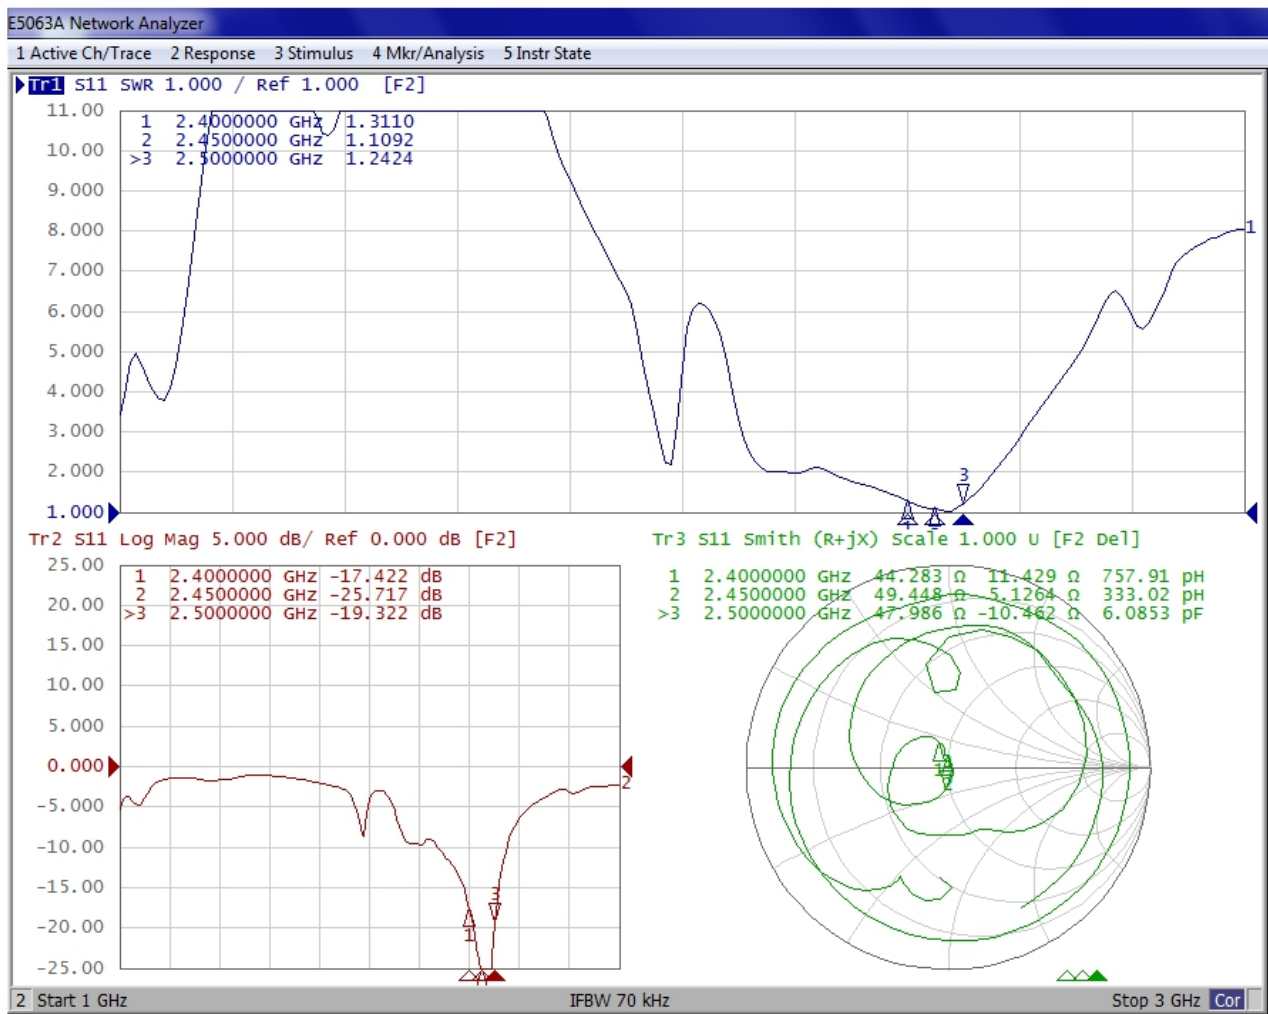 E5063A Network Analyzer
1 Active Ch/Trace 2 Response 3 Stimulus 4 Mkr/Analysis 5 Instr State
Tr1 S11 SWR 1.000 / Ref 1.000 [F2]
11.00
1 2.4000000 GHz 1.3110
2 2.4500000 GHz 1.1092
>3 2.5000000 GHz 1.2424
10.00
9.000
8.000
1
7.000
6.000
5.000
4.000
3.000
2.000
3
1.000
1 2
Tr2 S11 Log Mag 5.000 dB/ Ref 0.000 dB [F2]
25.00
1 2.4000000 GHz -17.422 dB
2 2.4500000 GHz -25.717 dB
>3 2.5000000 GHz -19.322 dB
20.00
15.00
10.00
5.000
0.000
2
-5.000
-10.00
-15.00
3
-20.00
1
-25.00
Tr3 S11 Smith (R+jX) Scale 1.000 U [F2 Del]
1 2.4000000 GHz 44.283 Ω 11.429 Ω 757.91 pH
2 2.4500000 GHz 49.448 Ω 5.1264 Ω 333.02 pH
>3 2.5000000 GHz 47.986 Ω -10.462 Ω 6.0853 pF
1
2
2 Start 1 GHz IFBW 70 kHz Stop 3 GHz Cor